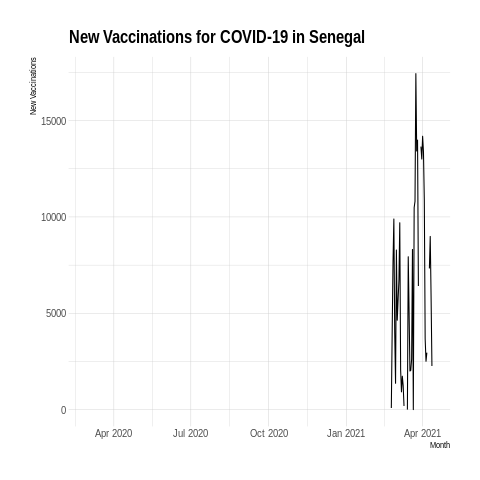 New Vaccinations for COVID-19 in Senegal
New Vaccinations
15000
10000
5000
0
Apr 2020 Jul 2020 Oct 2020 Jan 2021 Apr 2021
Month